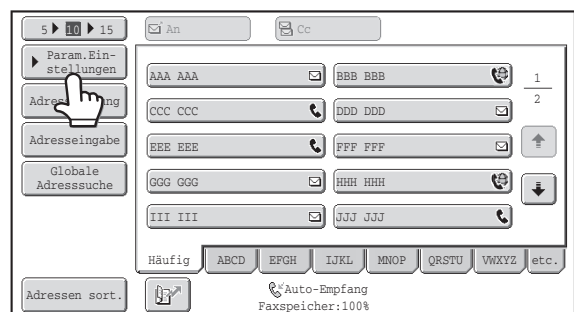 5 10 15
An
Cc
Param.Ein-
stellungen
Adresseingabe
Globale
Adresssuche
Adressen sort.
AAA AAA
BBB BBB
CCC CCC
DDD DDD
EEE EEE
FFF FFF
GGG GGG
HHH HHH
III III
JJJ JJJ
1
2
Häufig ABCD EFGH IJKL MNOP QRSTU VWXYZ etc.
Auto-Empfang
Faxspeicher:100%